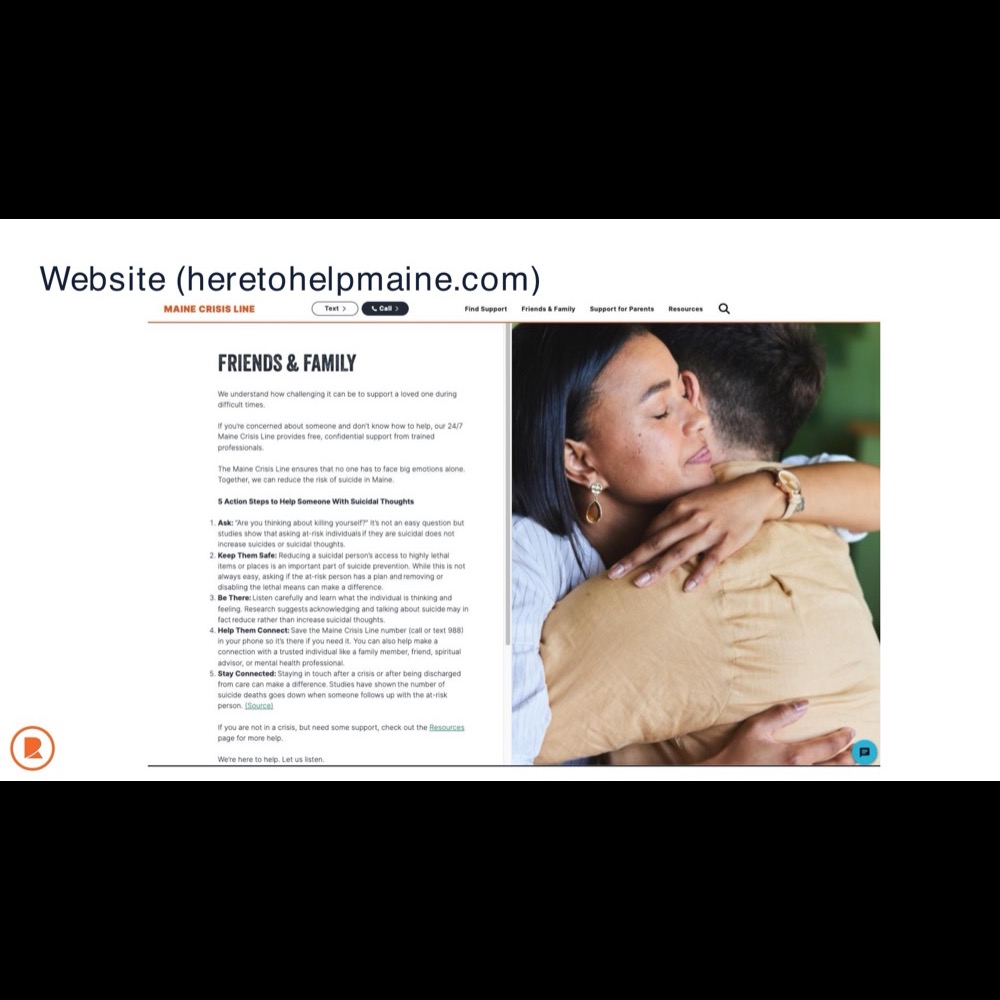 Website (heretohelpmaine.com)
MAINE CRISIS LINE
Text >
Call >
Find Support
Friends & Family
Support for Parents
Resources
FRIENDS & FAMILY
We understand how challenging it can be to support a loved one during
difficult times.
If you're concerned about someone and don't know how to help, our 24/7
Maine Crisis Line provides free, confidential support from trained
professionals.
The Maine Crisis Line ensures that no one has to face big emotions alone.
Together, we can reduce the risk of suicide in Maine.
5 Action Steps to Help Someone With Suicidal Thoughts
1. Ask: "Are you thinking about killing yourself?" It's not an easy question but
studies show that asking at-risk individuals if they are suicidal does not
increase suicides or suicidal thoughts.
2. Keep Them Safe: Reducing a suicidal person's access to highly lethal
items or places is an important part of suicide prevention. While this is not
always easy, asking if the at-risk person has a plan and removing or
disabling the lethal means can make a difference.
3. Be There: Listen carefully and learn what the individual is thinking and
feeling. Research suggests acknowledging and talking about suicide may in
fact reduce rather than increase suicidal thoughts.
4. Help Them Connect: Save the Maine Crisis Line number (call or text 988)
in your phone so it's there if you need it. You can also help make a
connection with a trusted individual like a family member, friend, spiritual
advisor, or mental health professional.
5. Stay Connected: Staying in touch after a crisis or after being discharged
from care can make a difference. Studies have shown the number of
suicide deaths goes down when someone follows up with the at-risk
person. (Source)
If you are not in a crisis, but need some support, check out the Resources
page for more help.
We're here to help. Let us listen.